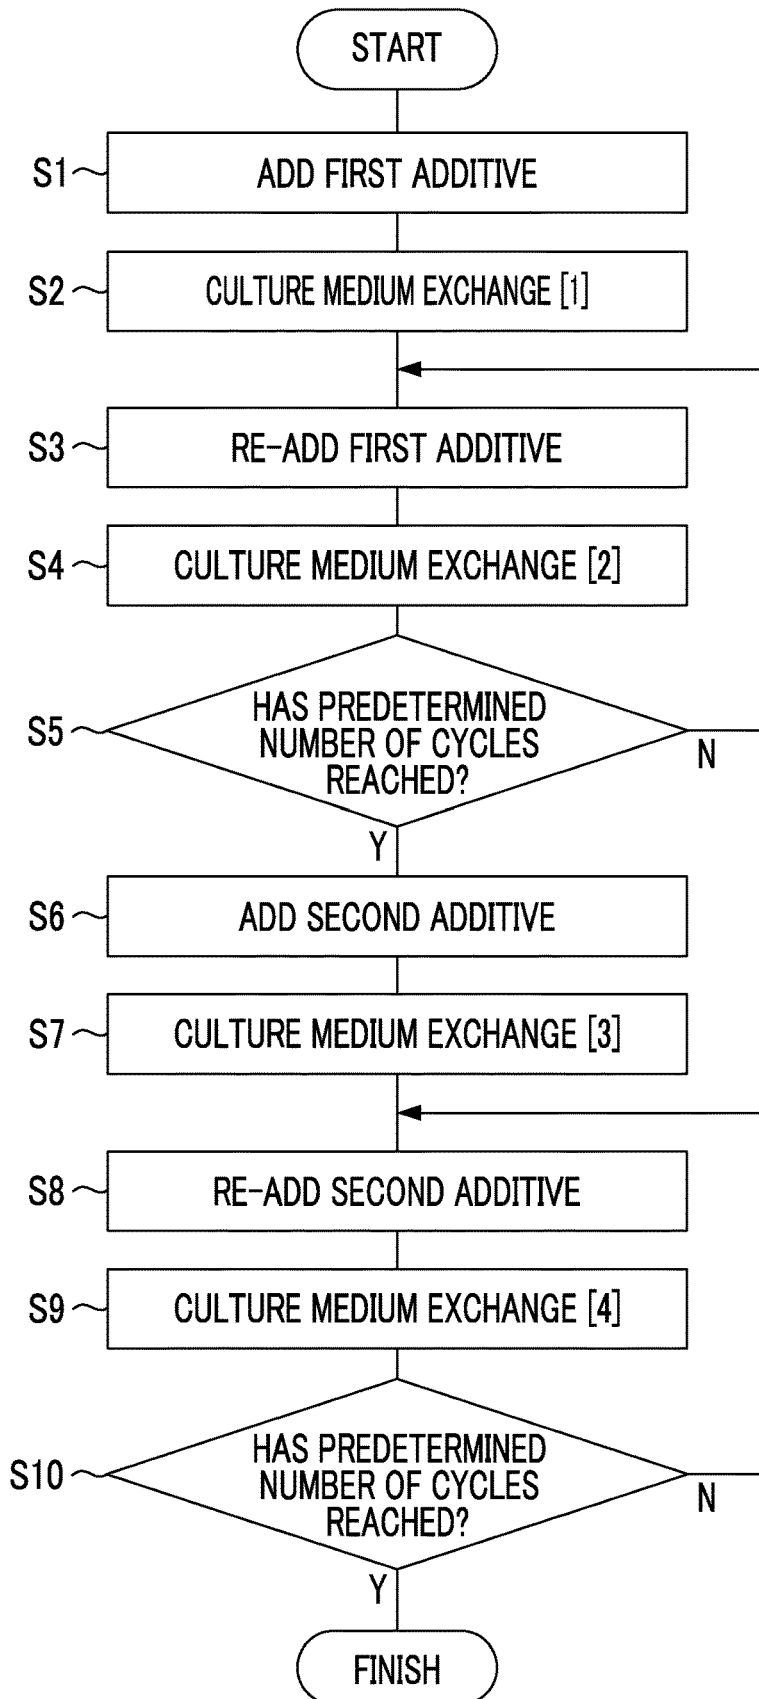 START
S1
ADD FIRST ADDITIVE
S2
CULTURE MEDIUM EXCHANGE [1]
S3
RE-ADD FIRST ADDITIVE
S4
CULTURE MEDIUM EXCHANGE [2]
S5
HAS PREDETERMINED
NUMBER OF CYCLES
REACHED?
N
Y
S6
ADD SECOND ADDITIVE
S7
CULTURE MEDIUM EXCHANGE [3]
S8
RE-ADD SECOND ADDITIVE
S9
CULTURE MEDIUM EXCHANGE [4]
S10
HAS PREDETERMINED
NUMBER OF CYCLES
REACHED?
N
Y
FINISH